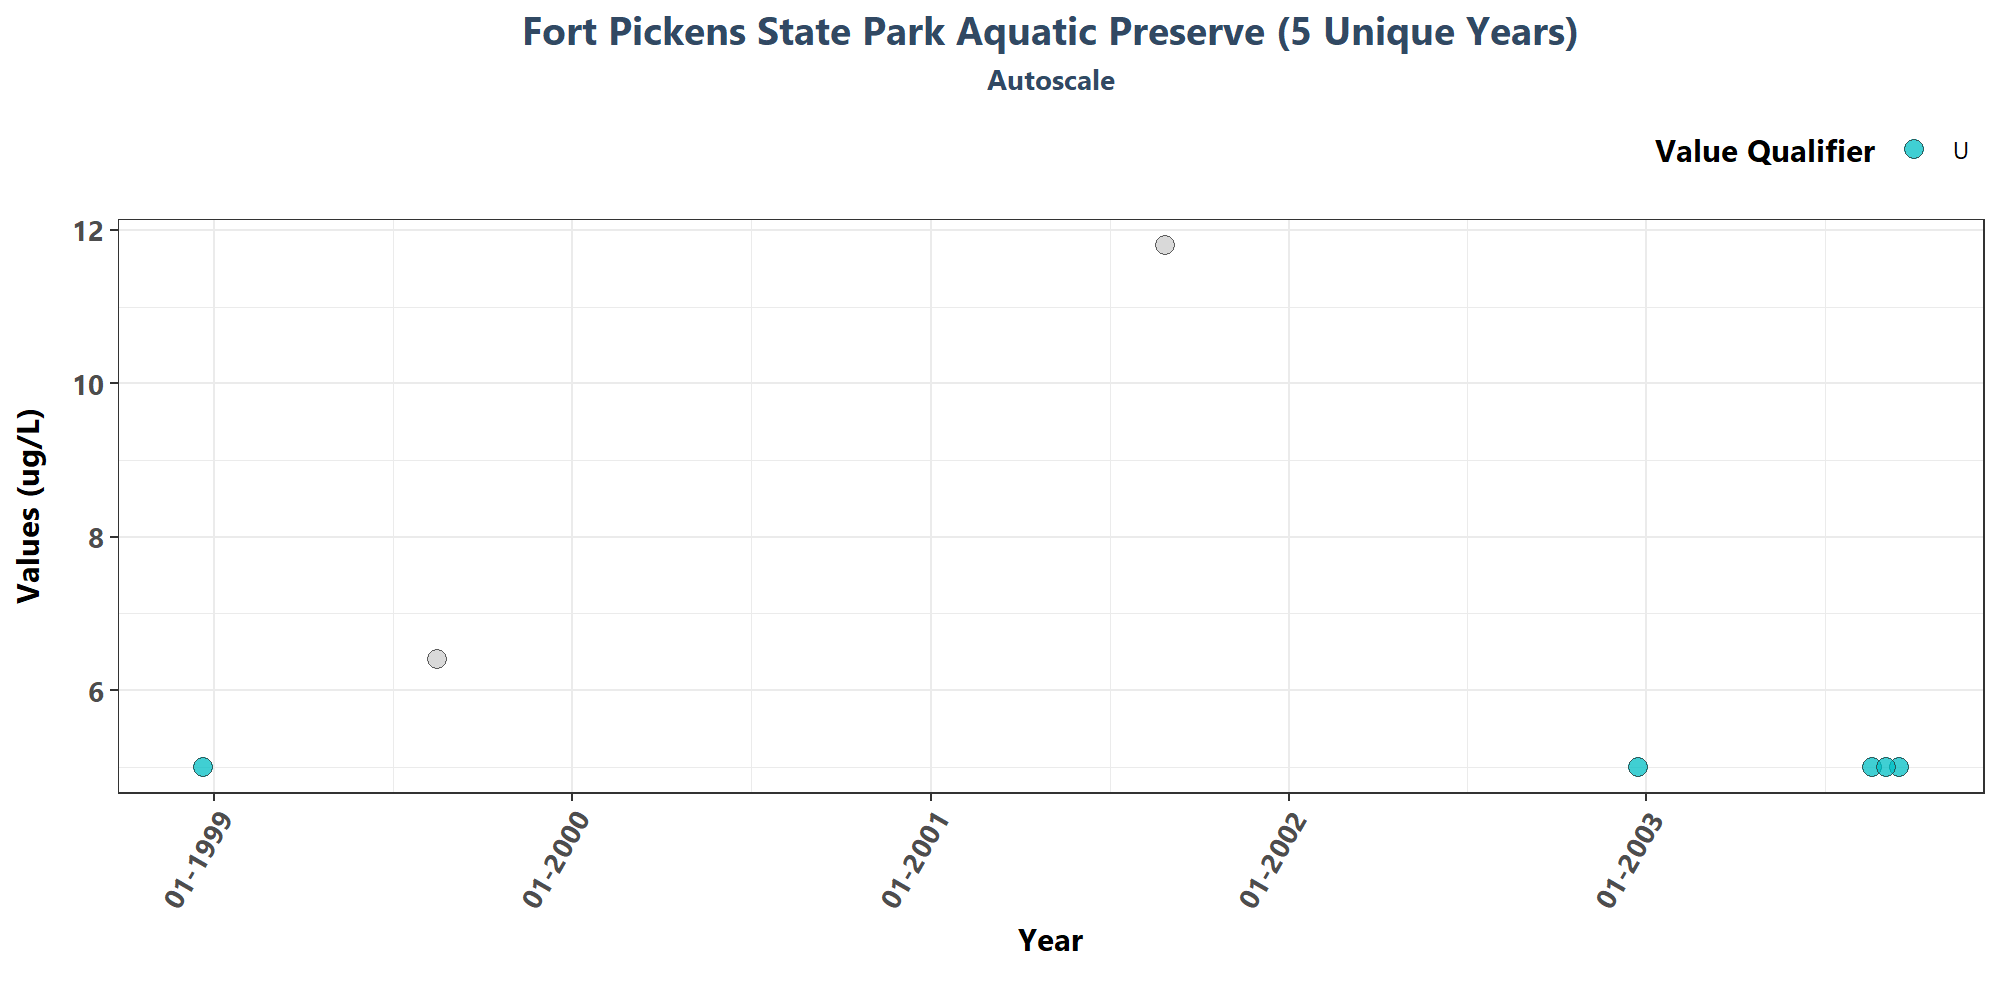 Fort Pickens State Park Aquatic Preserve (5 Unique Years)
Autoscale
Value Qualifier U
Values (ug/L)
12
10
8
6
01-1999
01-2000
01-2001
01-2002
01-2003
Year